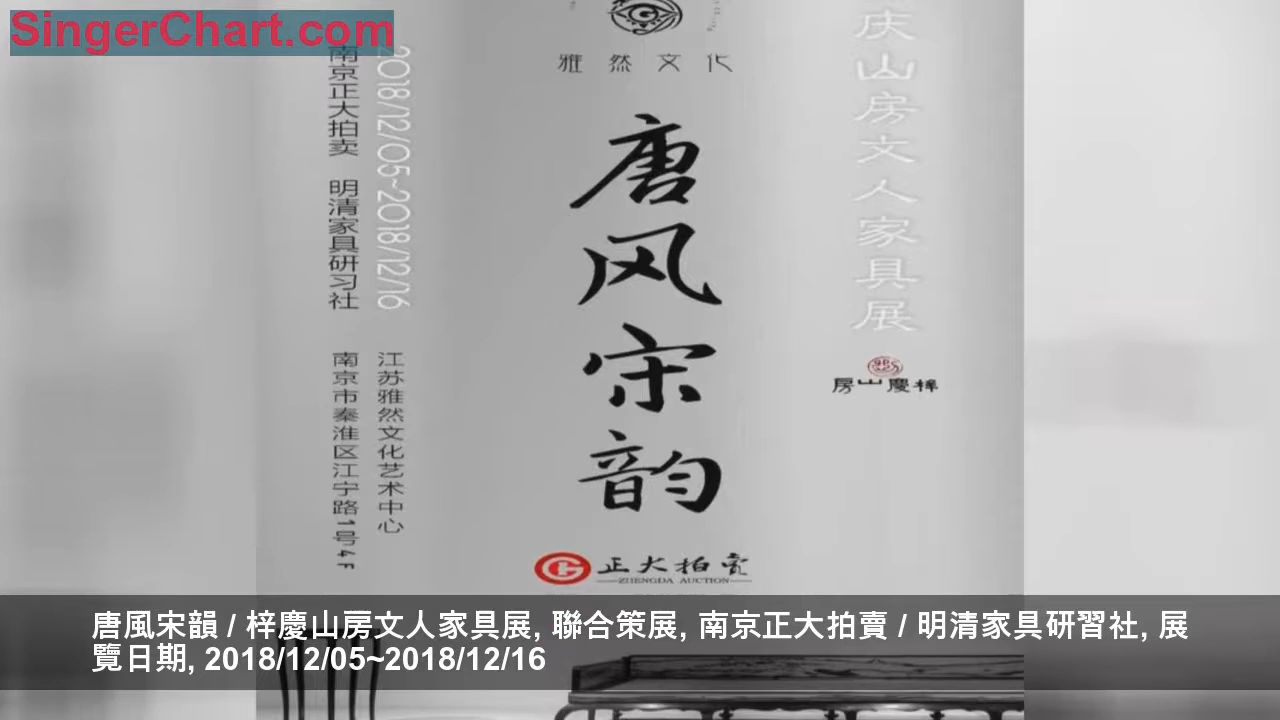 SingerChart.com
雅然文化
庆山房文人家具展
房山慶梓
唐风宋韵
2018/12/05~2018/12/16
南京正大拍卖 明清家具研习社
江苏雅然文化艺术中心
南京市秦淮区江宁路1号4F
正大拍卖
ZHENGDA AUCTION
唐風宋韻 / 梓慶山房文人家具展, 聯合策展, 南京正大拍賣 / 明清家具研習社, 展
覽日期, 2018/12/05~2018/12/16